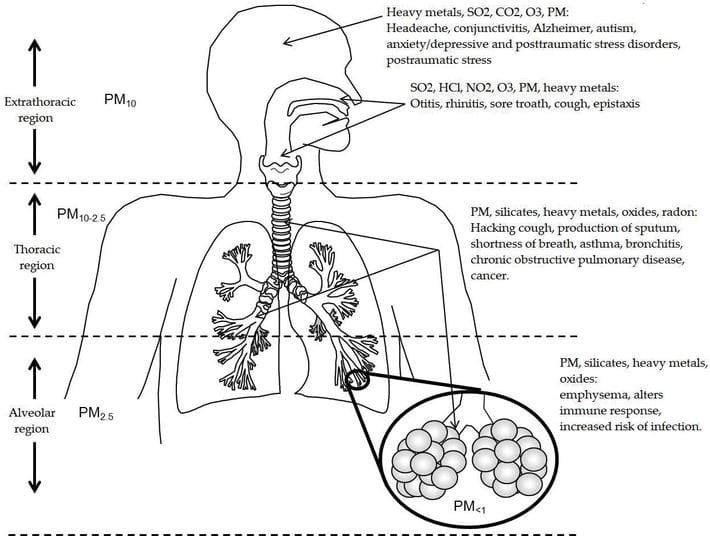 Heavy metals, SO2, CO2, O3, PM:
Headeache, conjunctivitis, Alzheimer, autism,
anxiety/depressive and posttraumatic stress disorders,
postraumatic stress
SO2, HCl, NO2, O3, PM, heavy metals:
Otitis, rhinitis, sore troath, cough, epistaxis
Extrathoracic
region
PM10
PM10-2.5
Thoracic
region
PM, silicates, heavy metals, oxides, radon:
Hacking cough, production of sputum,
shortness of breath, asthma, bronchitis,
chronic obstructive pulmonary disease,
cancer.
PM, silicates, heavy metals,
oxides:
emphysema, alters
immune response,
increased risk of infection.
Alveolar
region
PM2.5
PM<1